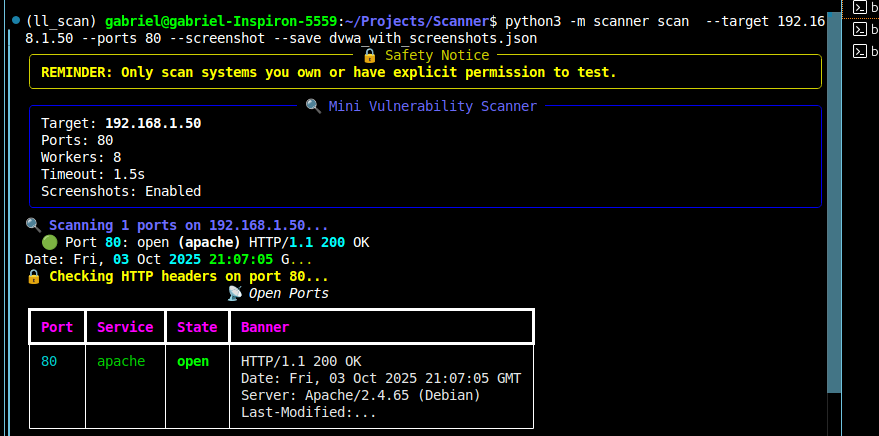 (ll_scan) gabriel@gabriel-Inspiron-5559:~/Projects/Scanner$ python3 -m scanner scan  --target 192.16
8.1.50 --ports 80 --screenshot --save dvwa_with_screenshots.json
🔒 Safety Notice
REMINDER: Only scan systems you own or have explicit permission to test.
🔍 Mini Vulnerability Scanner
Target: 192.168.1.50
Ports: 80
Workers: 8
Timeout: 1.5s
Screenshots: Enabled
🔍 Scanning 1 ports on 192.168.1.50...
🟢 Port 80: open (apache) HTTP/1.1 200 OK
Date: Fri, 03 Oct 2025 21:07:05 G...
🔒 Checking HTTP headers on port 80...
📡 Open Ports
Port Service State Banner
80 apache open HTTP/1.1 200 OK
Date: Fri, 03 Oct 2025 21:07:05 GMT
Server: Apache/2.4.65 (Debian)
Last-Modified:...
b
b
b